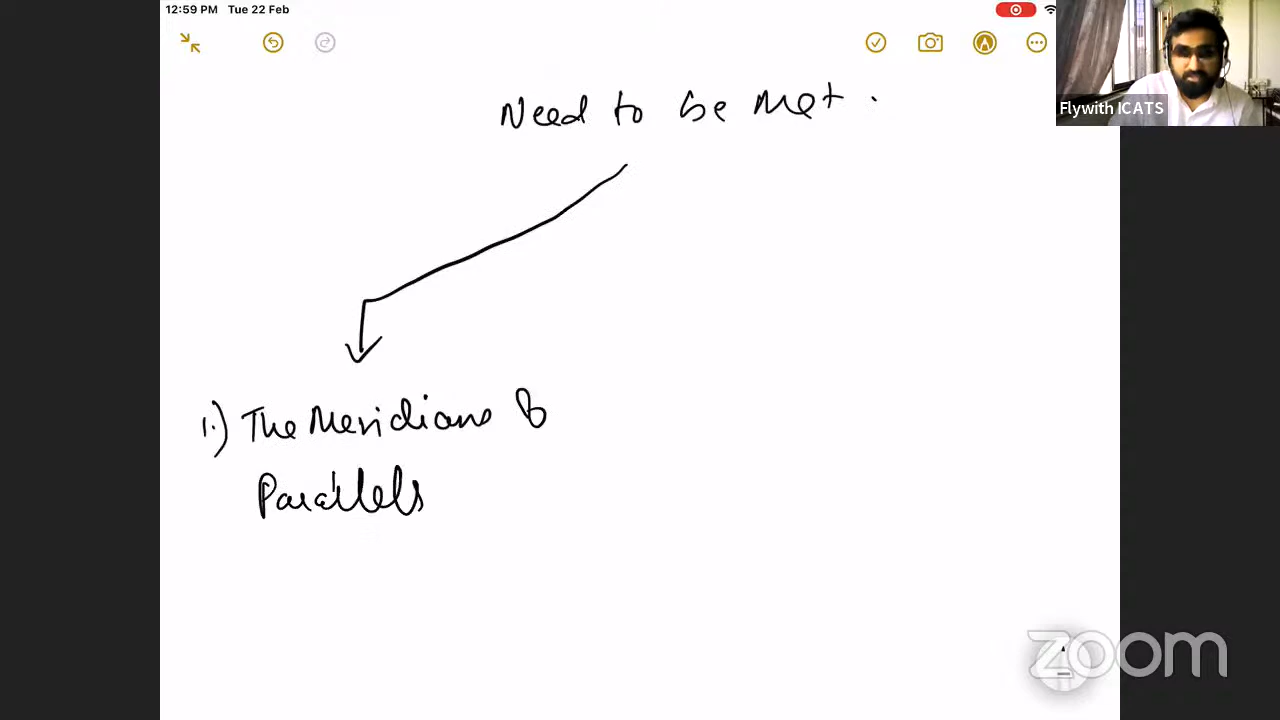 12:59 PM Tue 22 Feb
Flywith ICATS
Need to be Met .
1.) The Meridians &
Parallels
zoom